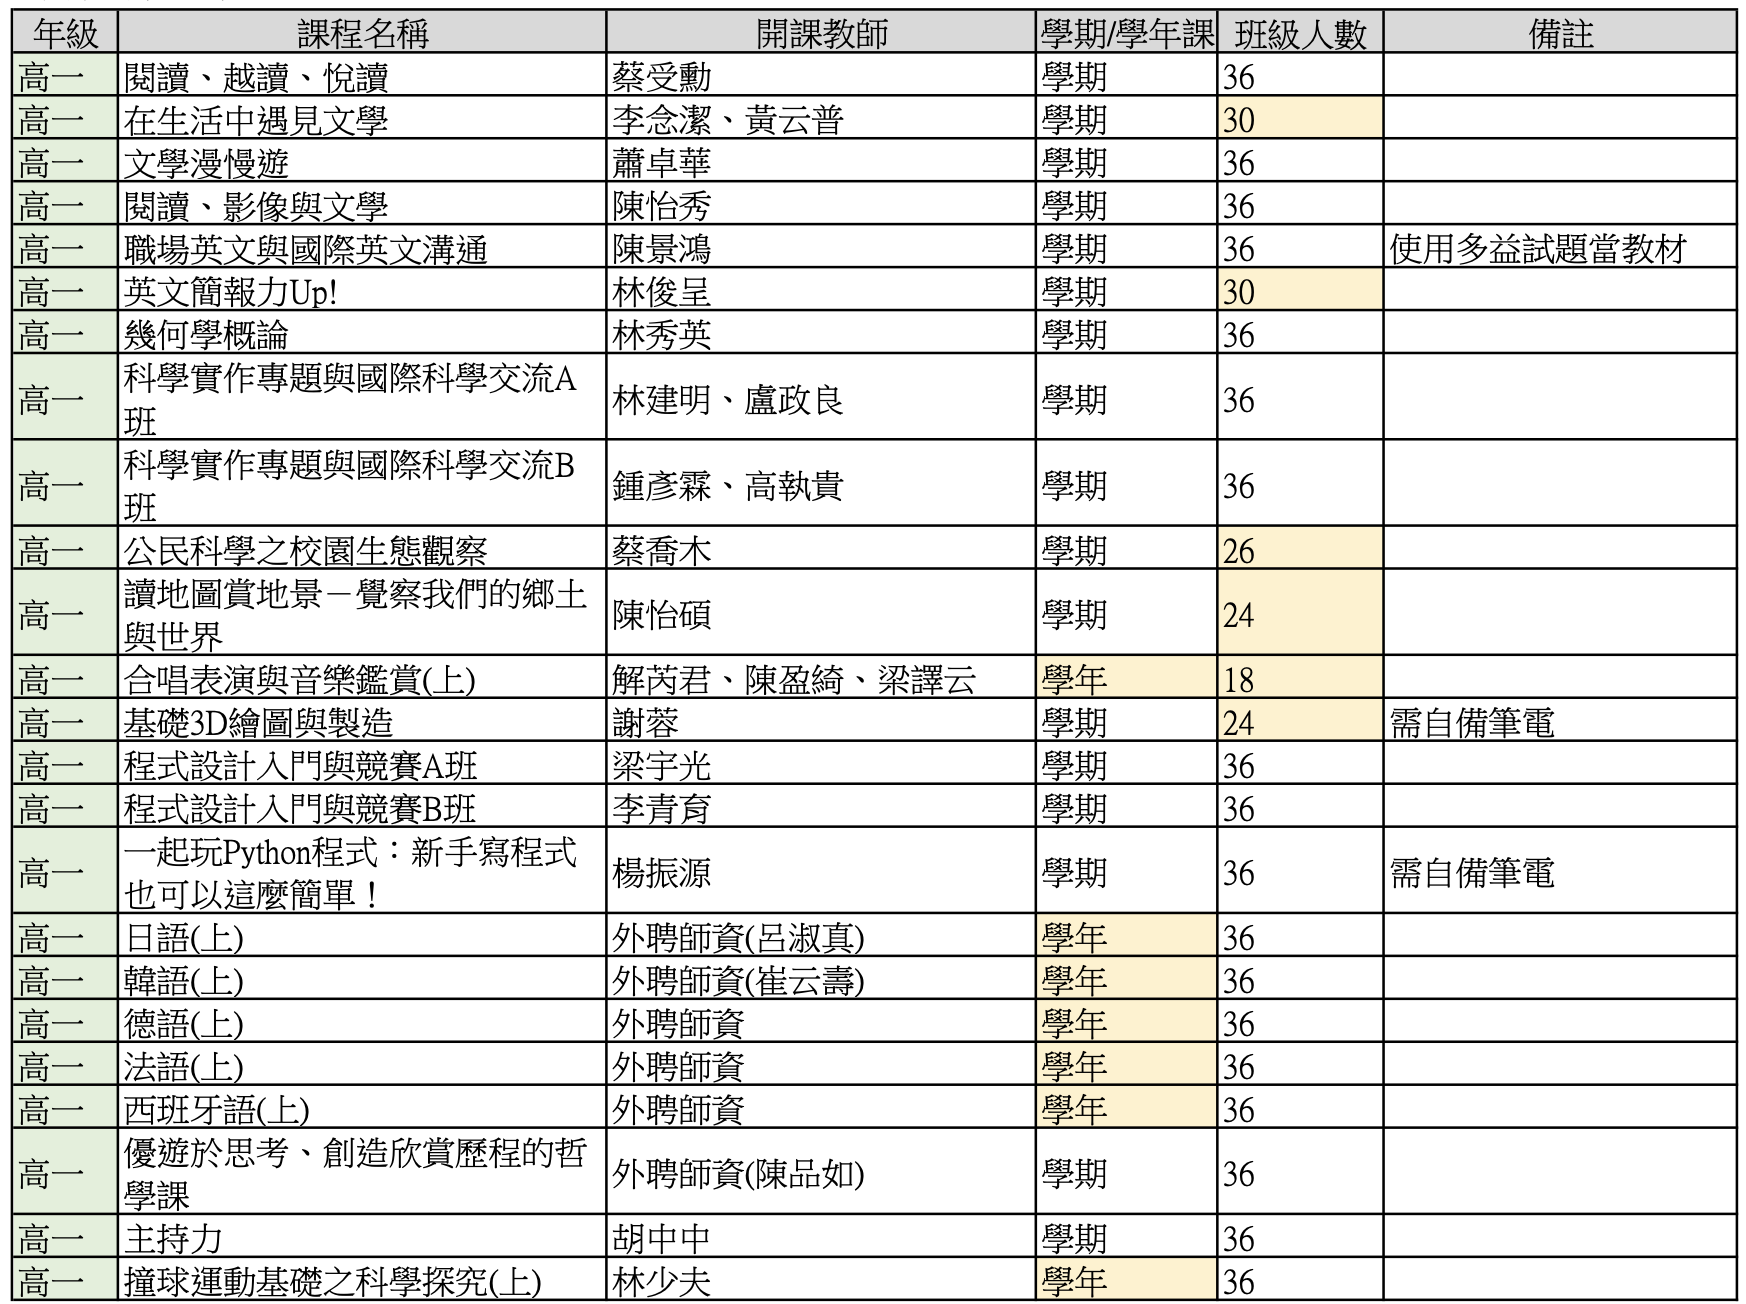 年級 課程名稱 開課教師 學期/學年課 班級人數 備註
高一 閱讀、越讀、悅讀 蔡受勳 學期 36
高一 在生活中遇見文學 李念潔、黃云普 學期 30
高一 文學漫慢遊 蕭卓華 學期 36
高一 閱讀、影像與文學 陳怡秀 學期 36
高一 職場英文與國際英文溝通 陳景鴻 學期 36 使用多益試題當教材
高一 英文簡報力Up! 林俊呈 學期 30
高一 幾何學概論 林秀英 學期 36
高一 科學實作專題與國際科學交流A
班 林建明、盧政良 學期 36
高一 科學實作專題與國際科學交流B
班 鍾彥霖、高執貴 學期 36
高一 公民科學之校園生態觀察 蔡喬木 學期 26
高一 讀地圖賞地景－覺察我們的鄉土
與世界 陳怡碩 學期 24
高一 合唱表演與音樂鑑賞(上) 解芮君、陳盈綺、梁譯云 學年 18
高一 基礎3D繪圖與製造 謝蓉 學期 24 需自備筆電
高一 程式設計入門與競賽A班 梁宇光 學期 36
高一 程式設計入門與競賽B班 李青育 學期 36
高一 一起玩Python程式：新手寫程式
也可以這麼簡單！ 楊振源 學期 36 需自備筆電
高一 日語(上) 外聘師資(呂淑真) 學年 36
高一 韓語(上) 外聘師資(崔云壽) 學年 36
高一 德語(上) 外聘師資 學年 36
高一 法語(上) 外聘師資 學年 36
高一 西班牙語(上) 外聘師資 學年 36
高一 優遊於思考、創造欣賞歷程的哲
學課 外聘師資(陳品如) 學期 36
高一 主持力 胡中中 學期 36
高一 撞球運動基礎之科學探究(上) 林少夫 學年 36